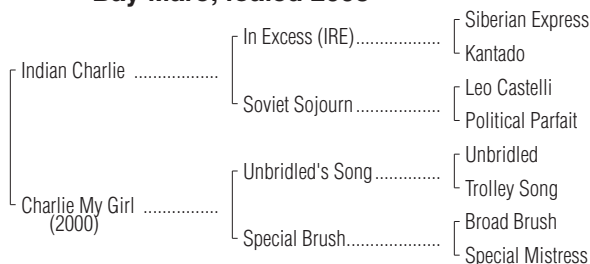 Bay Mare; foaled
Siberian Express
In Excess (IRE)..................
Kantado
Indian Charlie ..................
Leo Castelli
Soviet Sojourn...............
Political Parfait
Unbridled
Unbridled's Song..............
Trolley Song
Charlie My Girl ................
(2000)
Broad Brush
Special Brush....................
Special Mistress